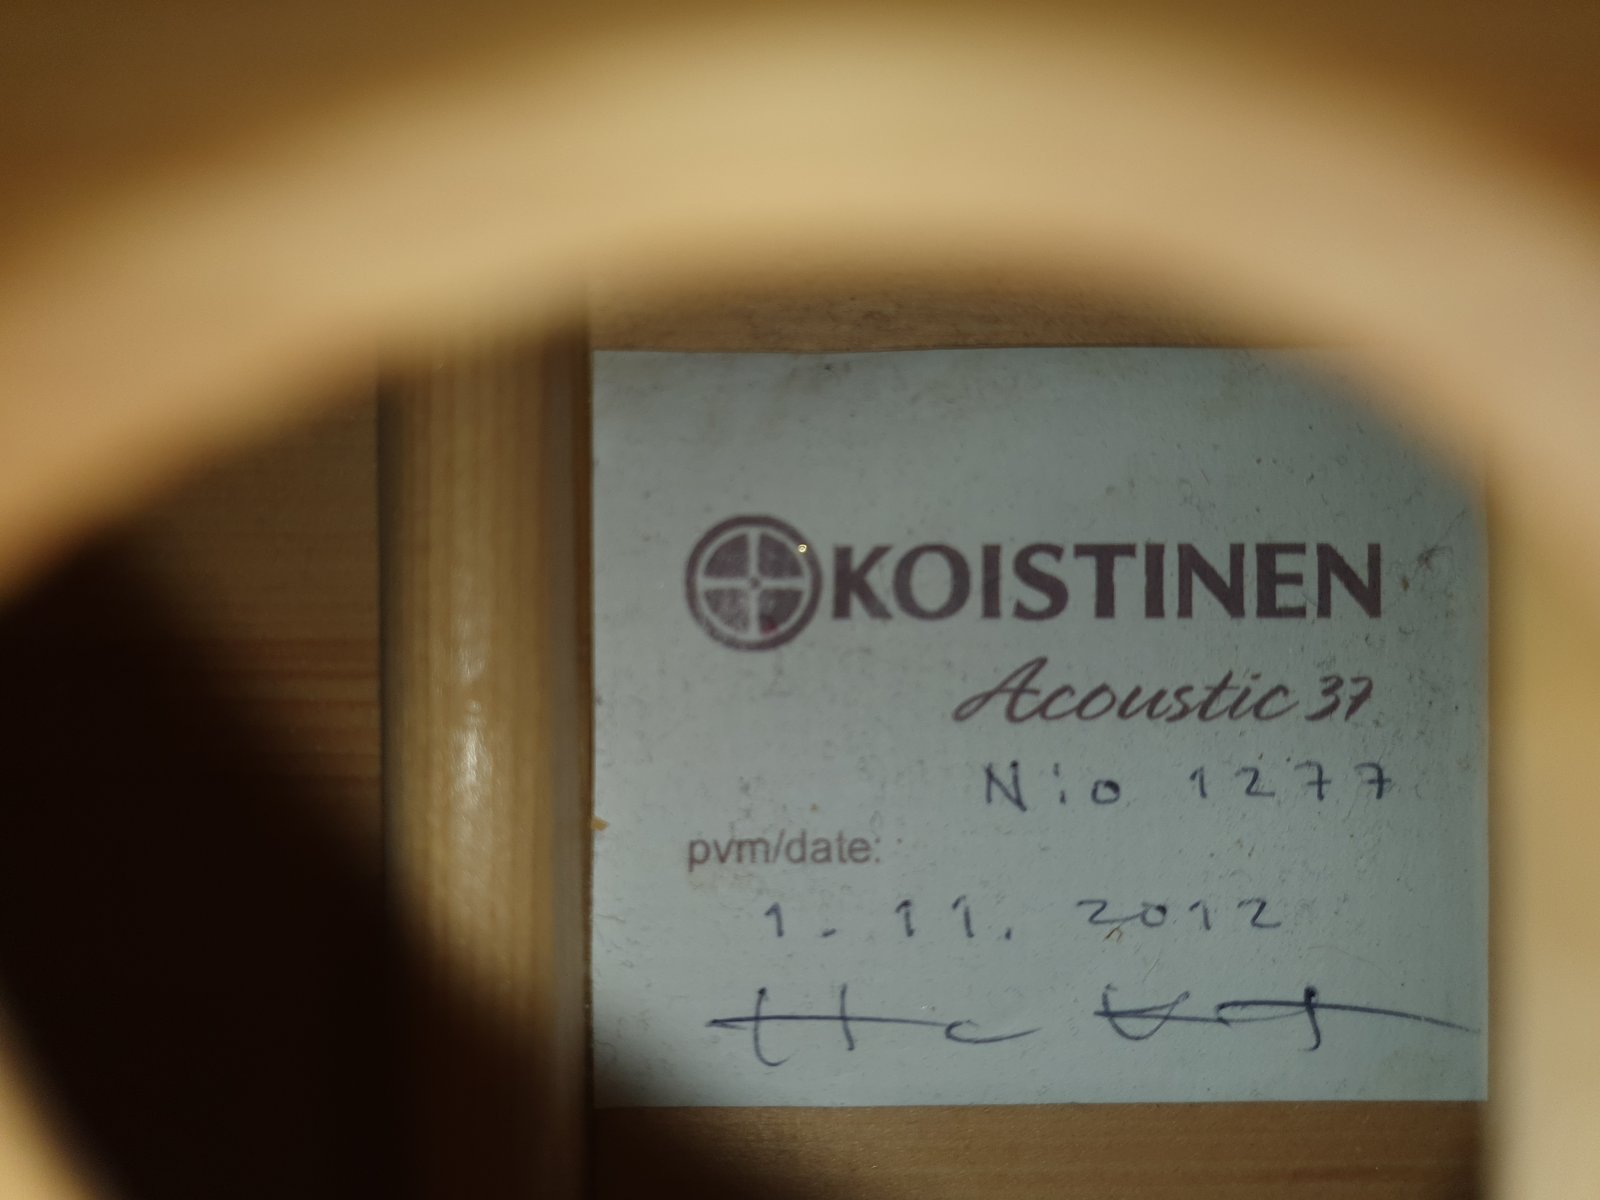 KOISTINEN
Acoustic 37
N:o 1277
pvm/date:
1. 11. 2012